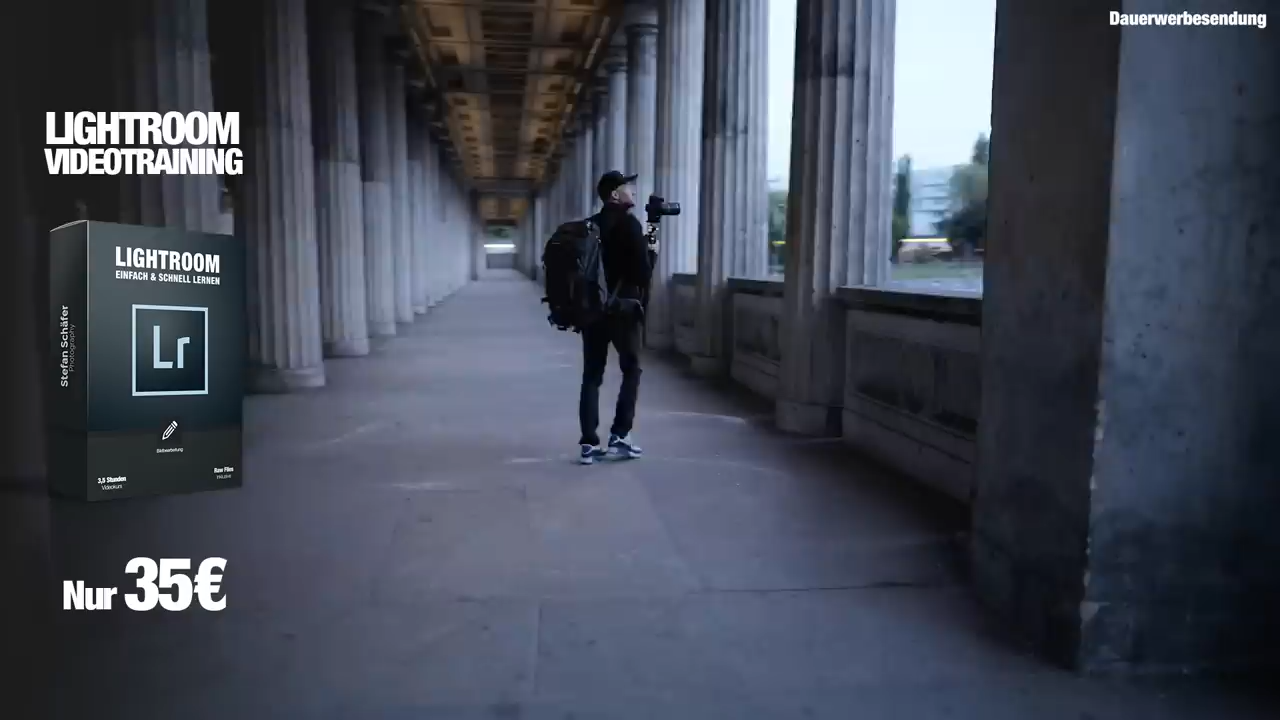 Dauerwerbesendung
LIGHTROOM
VIDEOTRAINING
LIGHTROOM
EINFACH & SCHNELL LERNEN
Lr
Stefan Schäfer
Photography
Bildbearbeitung
3,5 Stunden
Videokurs
Raw Files
inklusive
Nur 35€